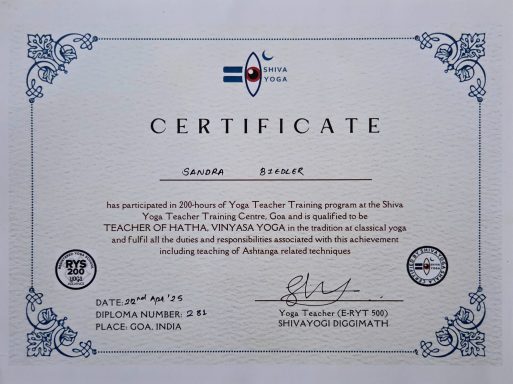 SHIVA
YOGA
CERTIFICATE
SANDRA BIEDLER
has participated in 200-hours of Yoga Teacher Training program at the Shiva
Yoga Teacher Training Centre, Goa and is qualified to be
TEACHER OF HATHA, VINYASA YOGA in the tradition at classical yoga
and fulfil all the duties and responsibilities associated with this achievement
including teaching of Ashtanga related techniques
RYS
200
yoga
DATE: 22nd Apr '25
DIPLOMA NUMBER: 281
PLACE: GOA, INDIA
Yoga Teacher (E-RYT 500)
SHIVAYOGI DIGGIMATH